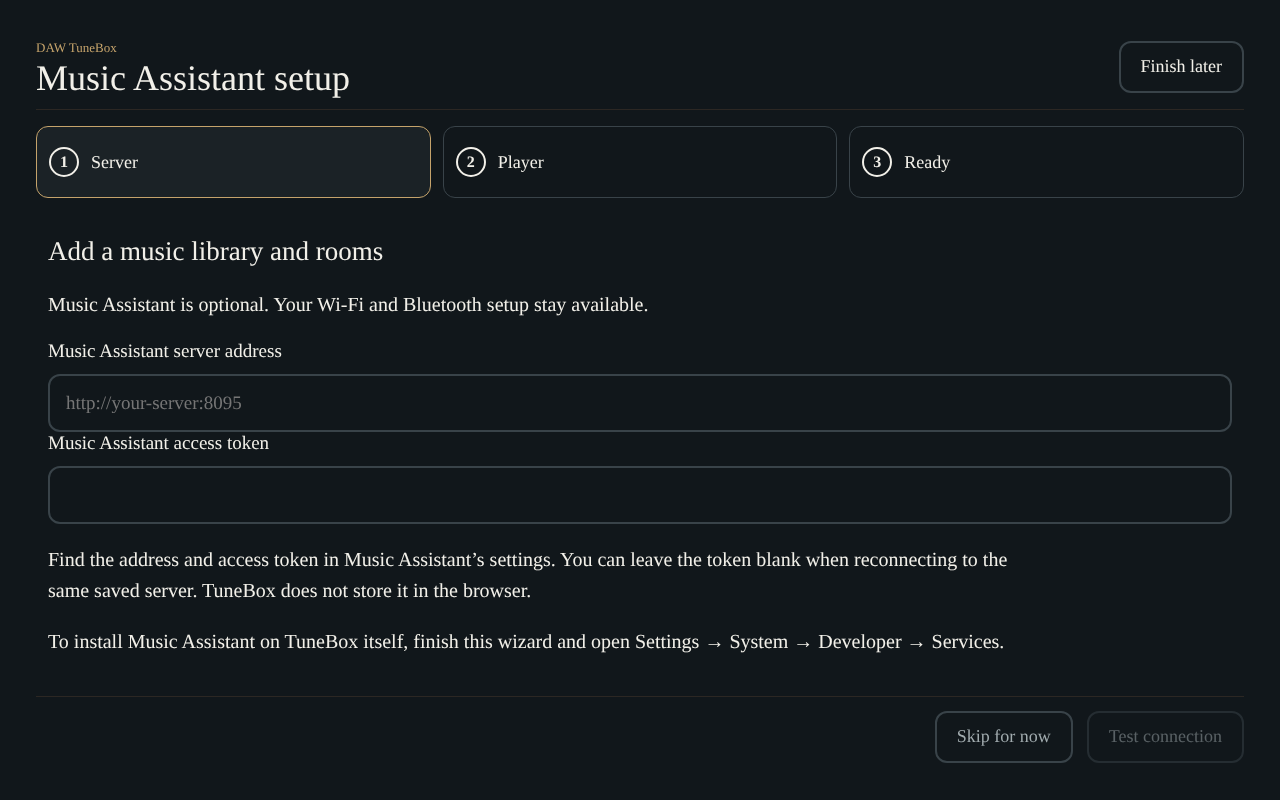 DAW TuneBox
Music Assistant setup
Finish later
1 Server
2 Player
3 Ready
Add a music library and rooms
Music Assistant is optional. Your Wi-Fi and Bluetooth setup stay available.
Music Assistant server address
http://your-server:8095
Music Assistant access token
Find the address and access token in Music Assistant’s settings. You can leave the token blank when reconnecting to the
same saved server. TuneBox does not store it in the browser.
To install Music Assistant on TuneBox itself, finish this wizard and open Settings → System → Developer → Services.
Skip for now
Test connection